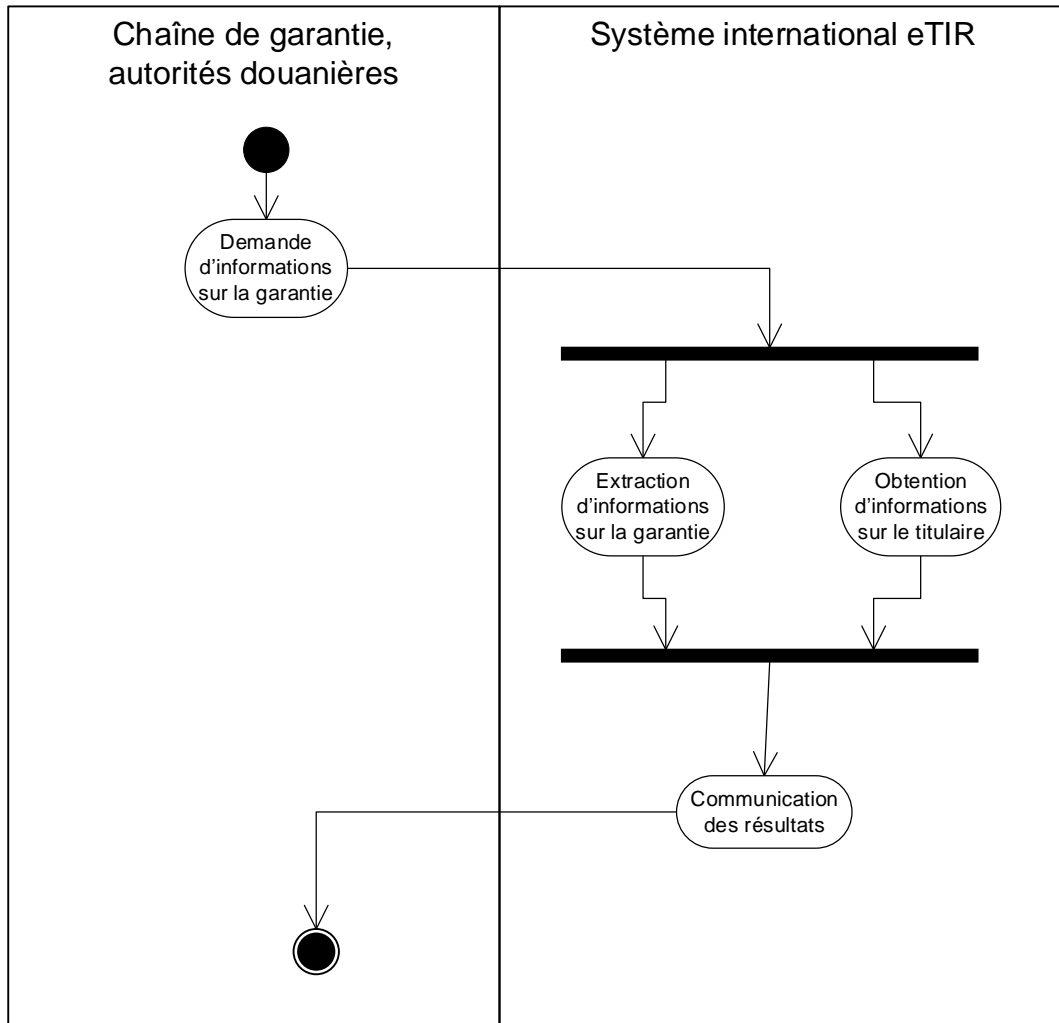 Chaîne de garantie,
autorités douanières
Système international eTIR
Demande
d’informations
sur la garantie
Extraction
d’informations
sur la garantie
Obtention
d’informations
sur le titulaire
Communication
des résultats